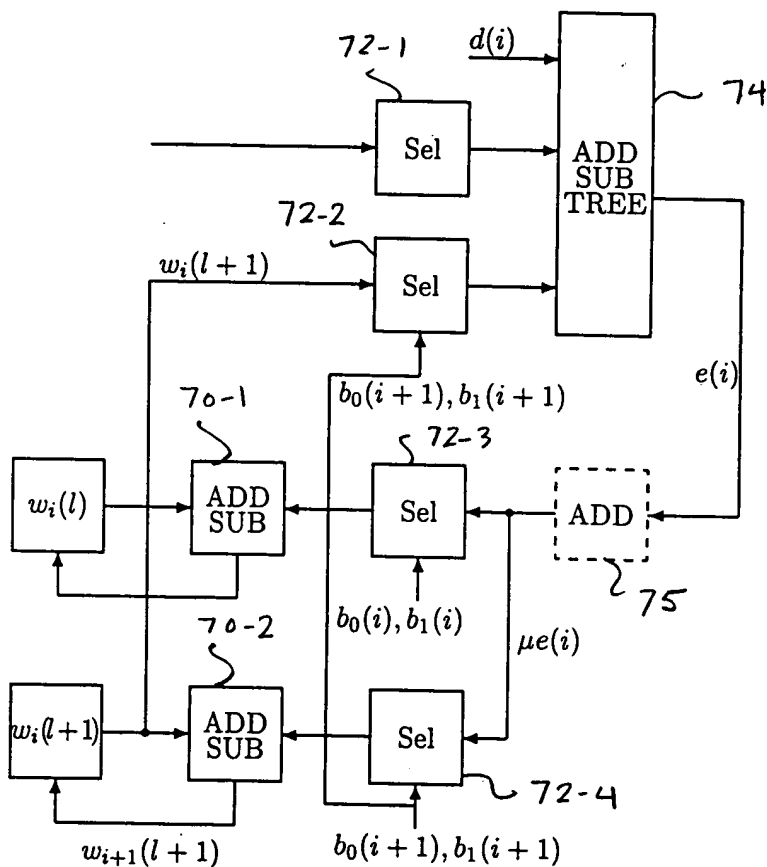 72-1
d(i)
74
Sel
ADD
SUB
TREE
72-2
w_i(l+1)
Sel
e(i)
b_0(i+1), b_1(i+1)
70-1
72-3
w_i(l)
ADD
SUB
Sel
ADD
75
b_0(i), b_1(i)
μe(i)
70-2
w_i(l+1)
ADD
SUB
Sel
72-4
w_{i+1}(l+1)
b_0(i+1), b_1(i+1)